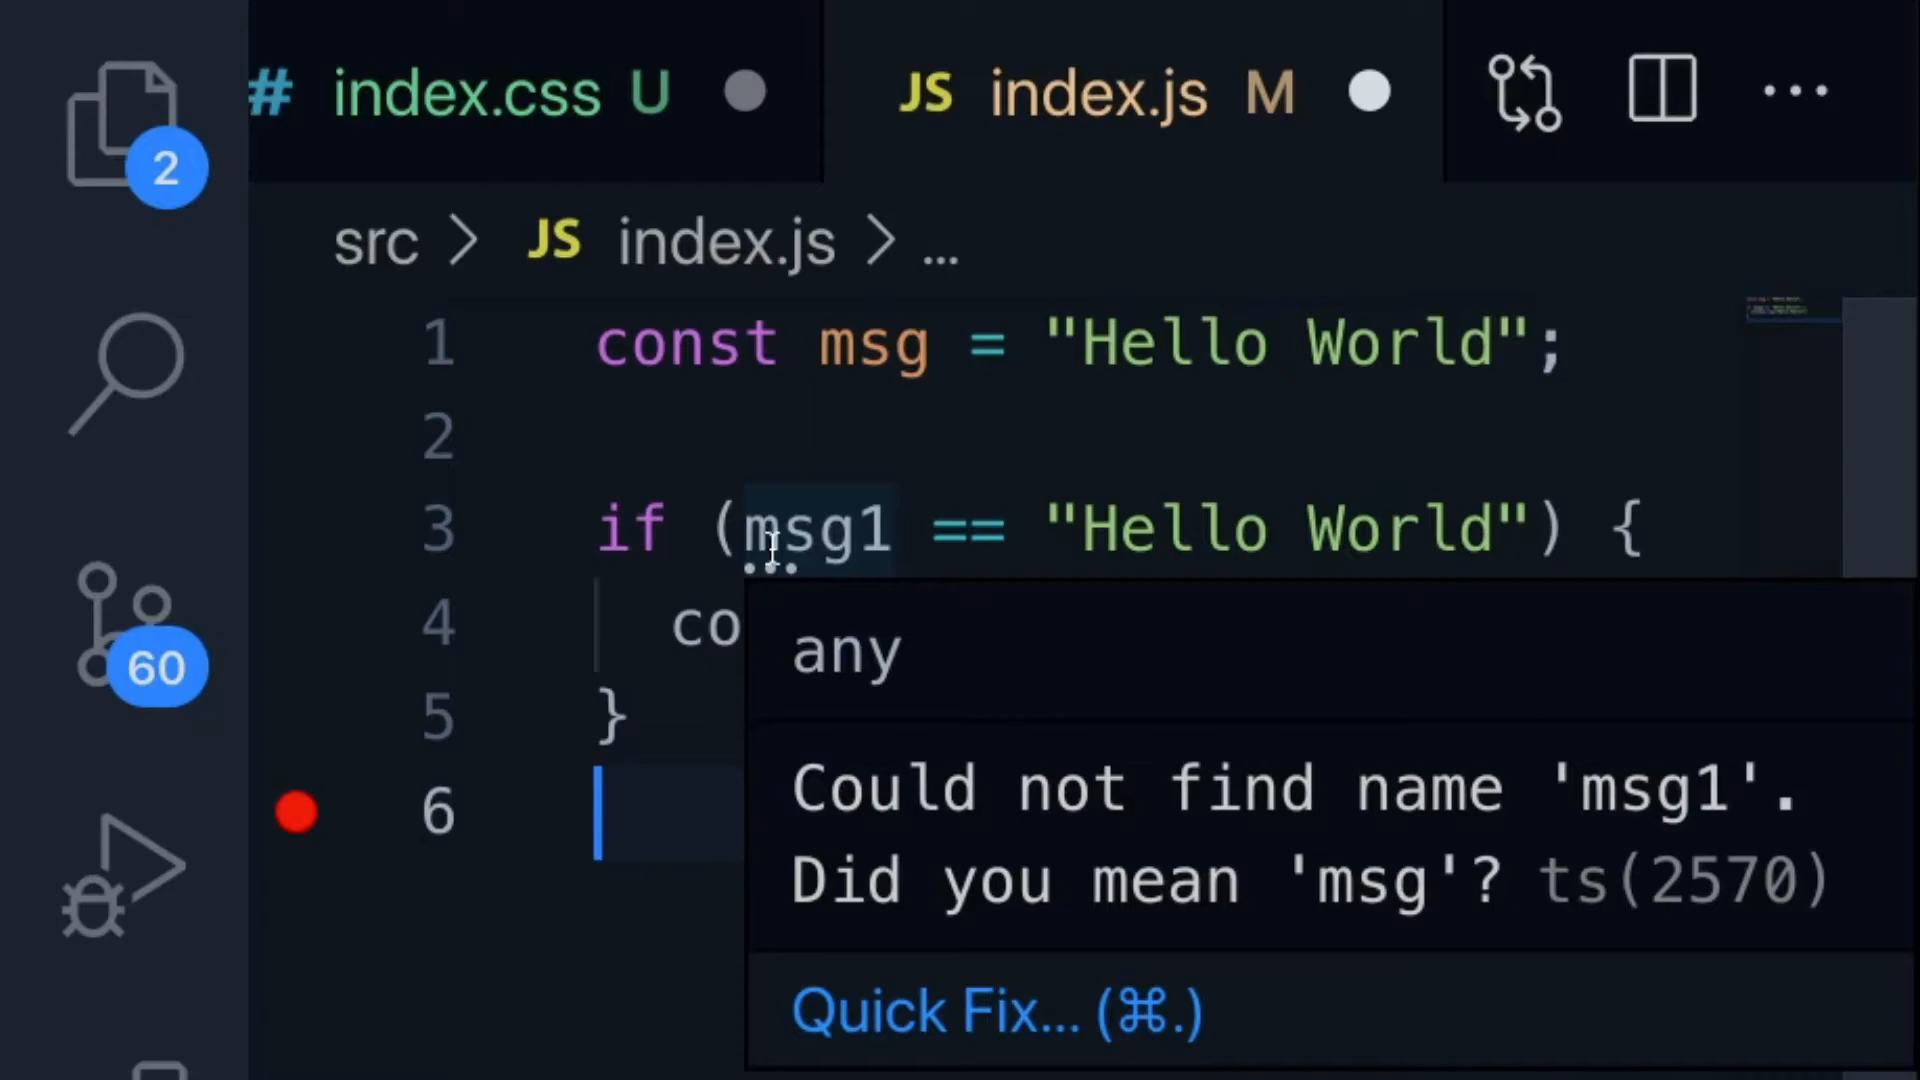 # index.css U
JS index.js M
...
2
src > JS index.js > ...
1 const msg = "Hello World";
2
3 if (msg1 == "Hello World") {
4 co
5 }
6
60
any
Could not find name 'msg1'.
Did you mean 'msg'? ts(2570)
Quick Fix... (⌘.)